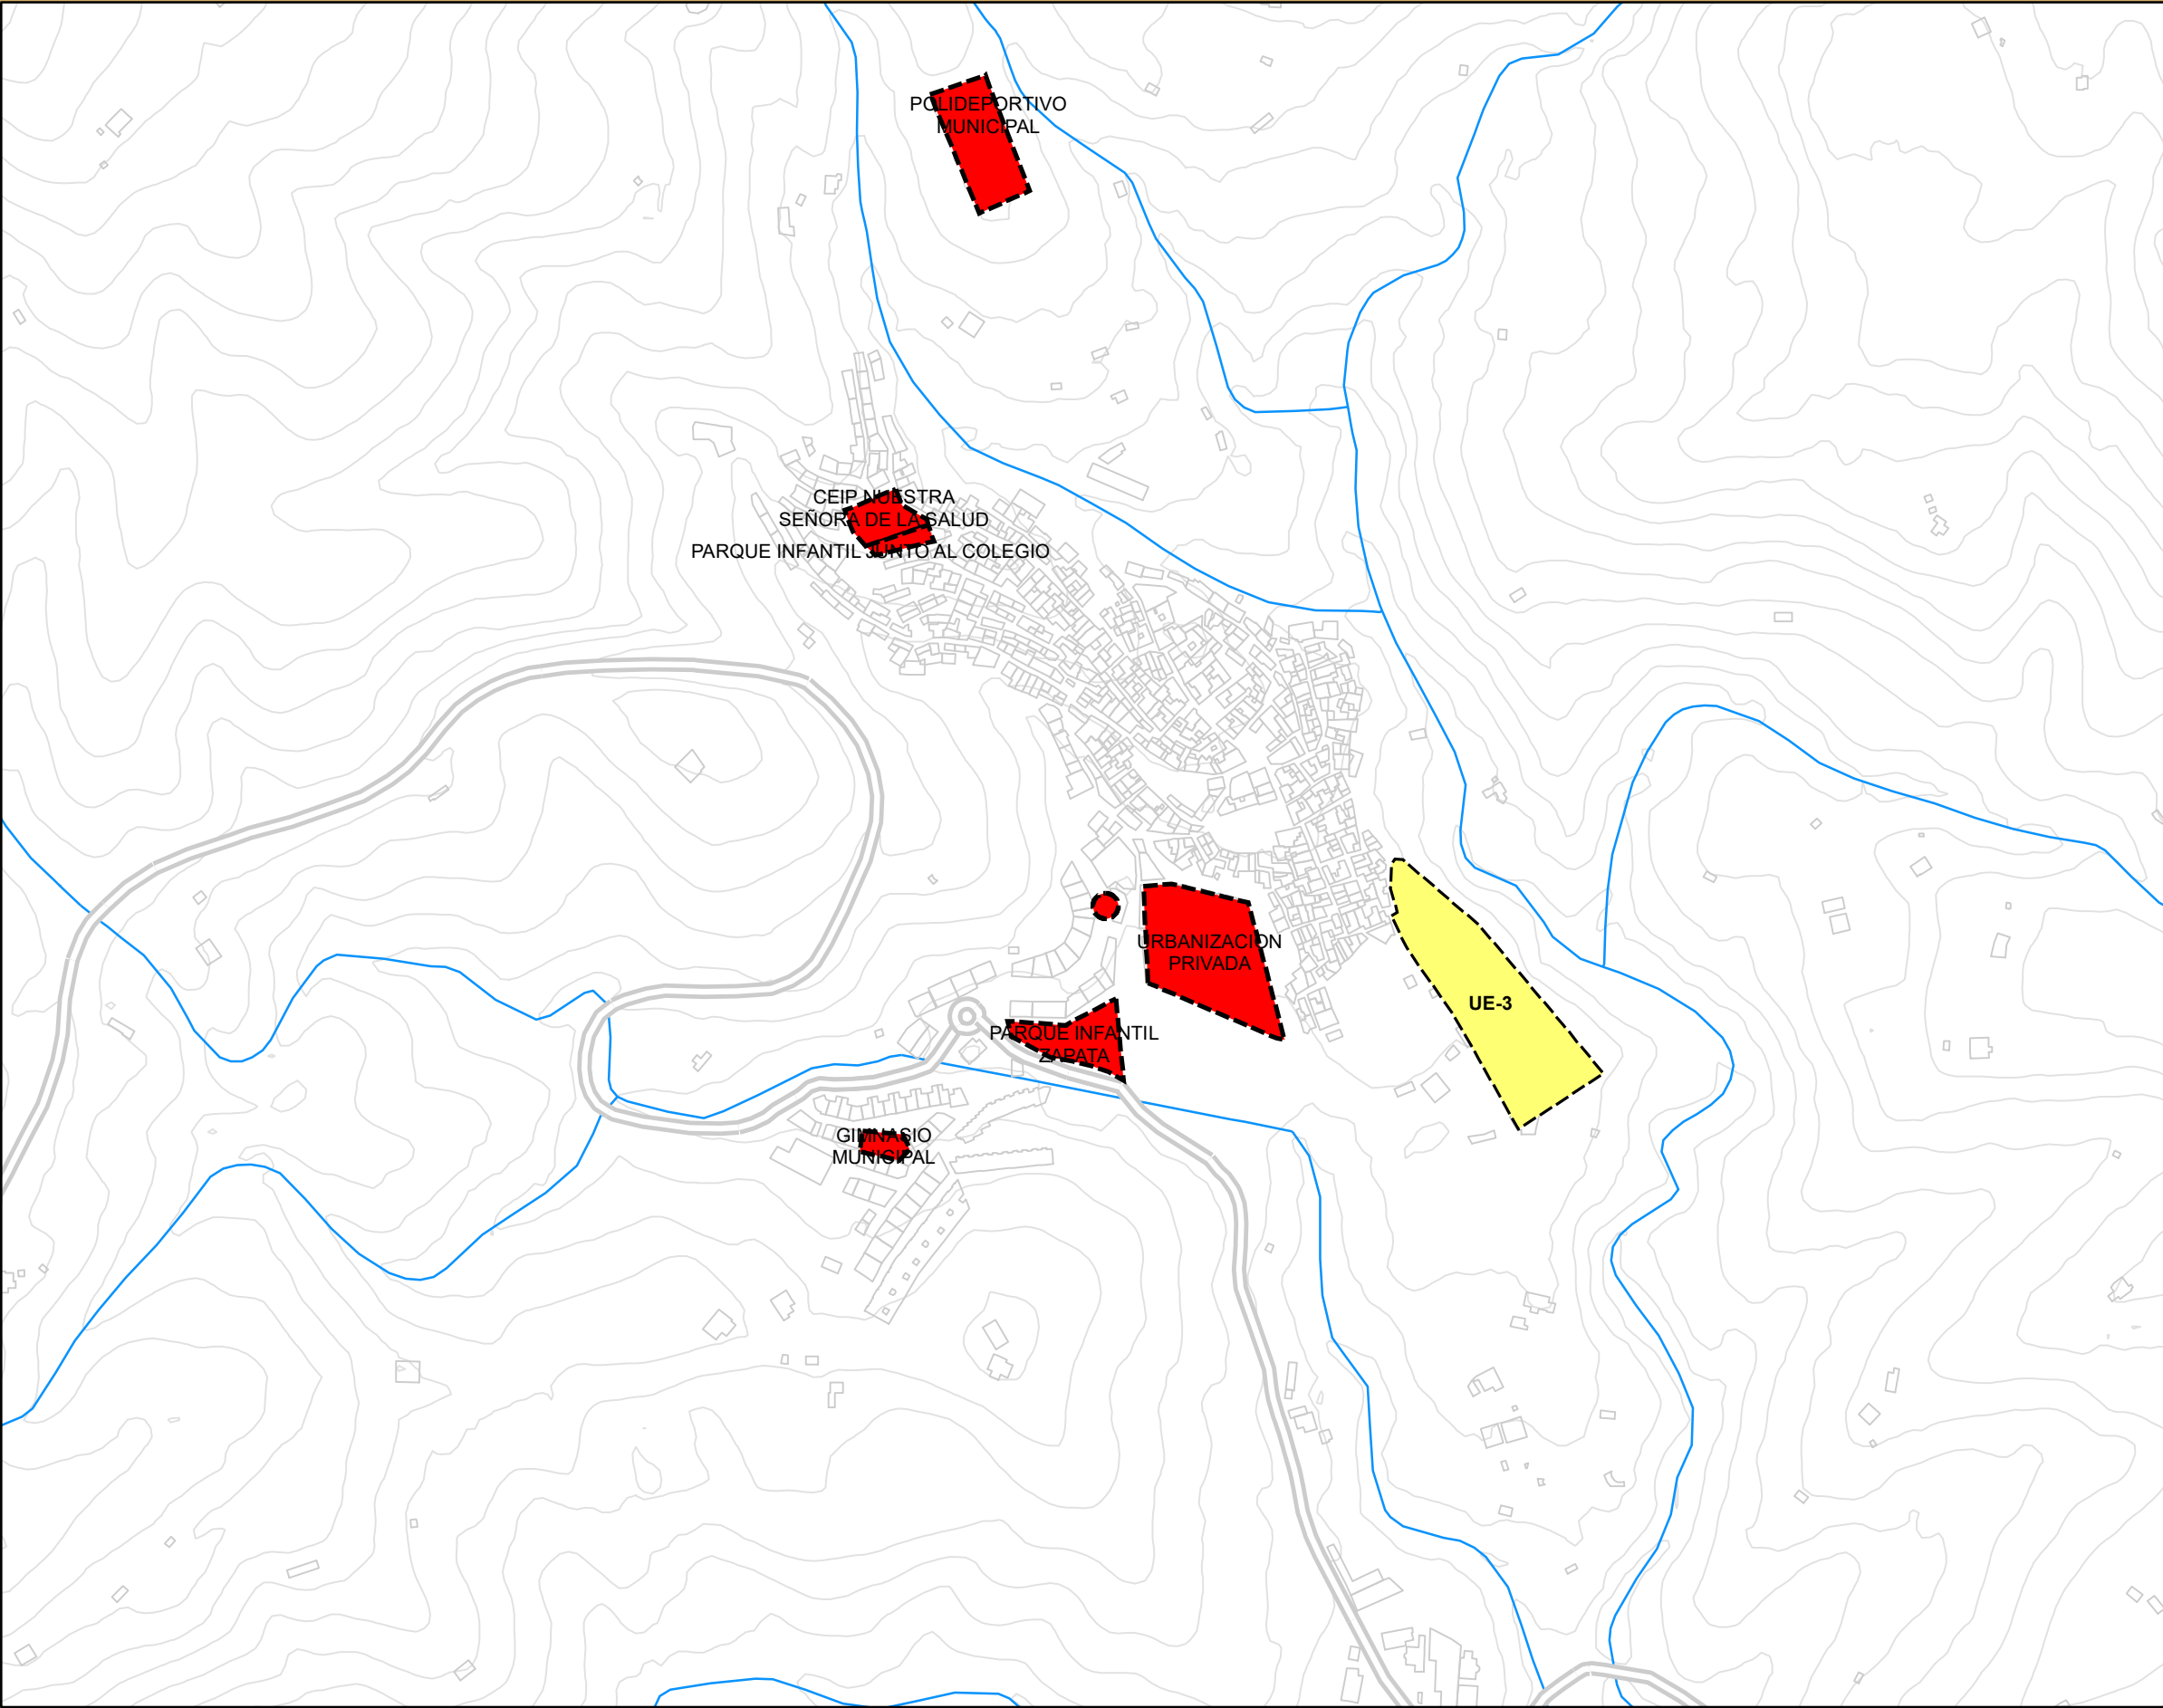 POLIDEPORTIVO
MUNICIPAL
CEIP NUESTRA
SEÑORA DE LA SALUD
PARQUE INFANTIL JUNTO AL COLEGIO
URBANIZACION
PRIVADA
UE-3
PARQUE INFANTIL
ZAPATA
GIMNASIO
MUNICIPAL